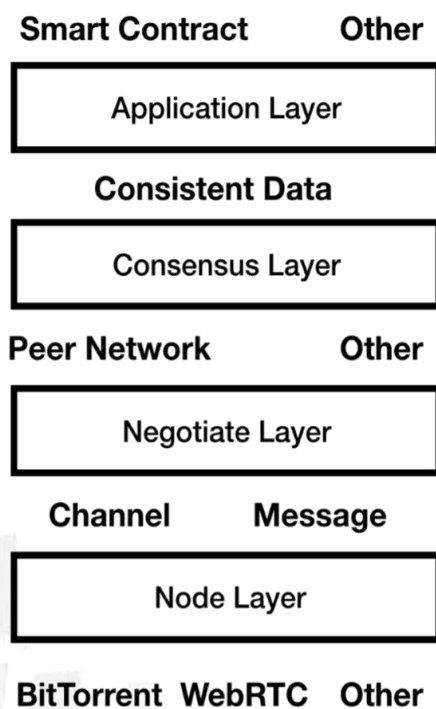 Smart Contract Other
Application Layer
Consistent Data
Consensus Layer
Peer Network Other
Negotiate Layer
Channel Message
Node Layer
BitTorrent WebRTC Other